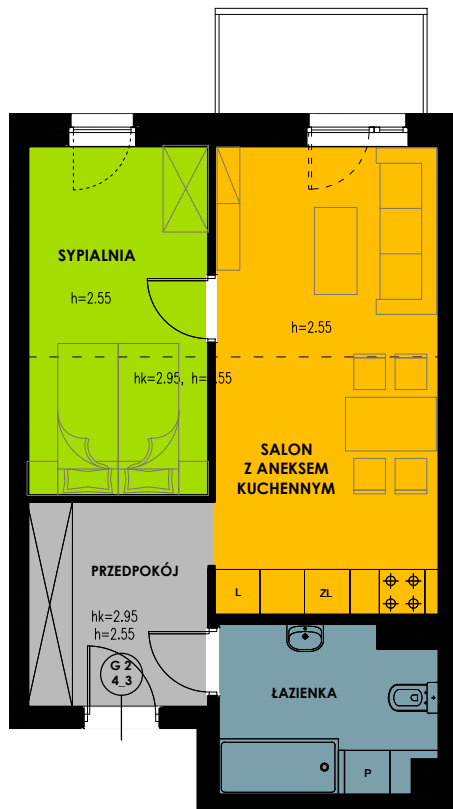 SYPIALNIA
h=2.55
h=2.55
hk=2.95, h=2.55
SALON
Z ANEKSEM
KUCHENNYM
PRZEDPOKÓJ
hk=2.95
h=2.55
L
ZL
G 2
4_3
ŁAZIENKA
P